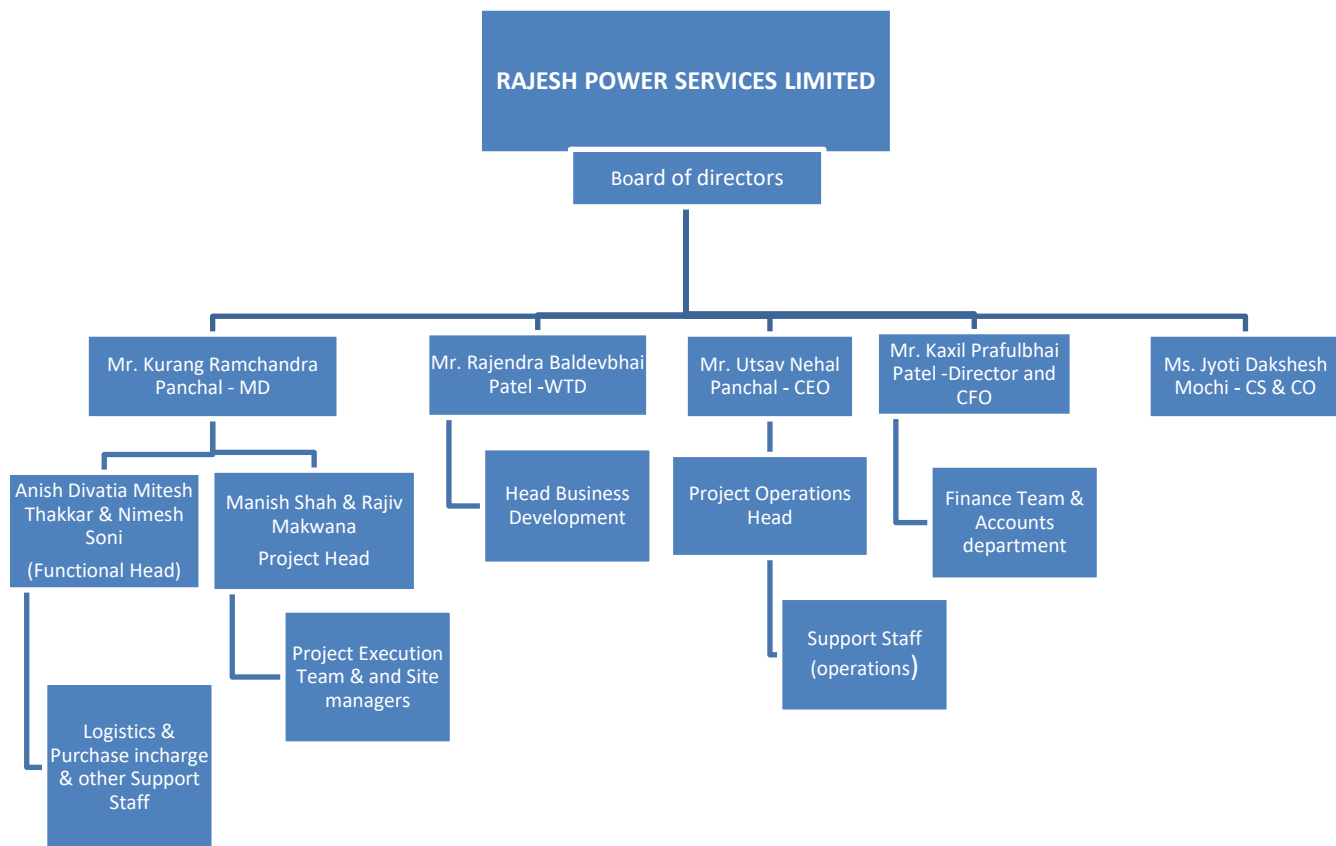 RAJESH POWER SERVICES LIMITED
Board of directors
Mr. Kurang Ramchandra
Panchal - MD
Mr. Rajendra Baldevbhai
Patel -WTD
Mr. Utsav Nehal
Panchal - CEO
Mr. Kaxil Prafulbhai
Patel -Director and
CFO
Ms. Jyoti Dakshesh
Mochi - CS & CO
Anish Divatia Mitesh
Thakkar & Nimesh
Soni
(Functional Head)
Manish Shah & Rajiv
Makwana
Project Head
Head Business
Development
Project Operations
Head
Finance Team &
Accounts
department
Project Execution
Team & and Site
managers
Support Staff
(operations)
Logistics &
Purchase incharge
& other Support
Staff